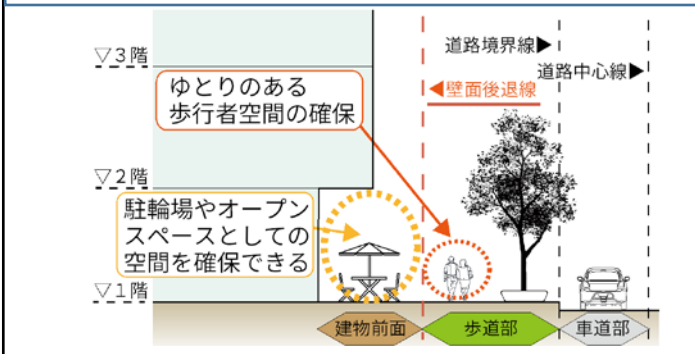 ▽3階
道路境界線▶
道路中心線▶
◀壁面後退線
ゆとりのある
歩行者空間の確保
▽2階
駐輪場やオープン
スペースとしての
空間を確保できる
▽1階
建物前面
歩道部
車道部